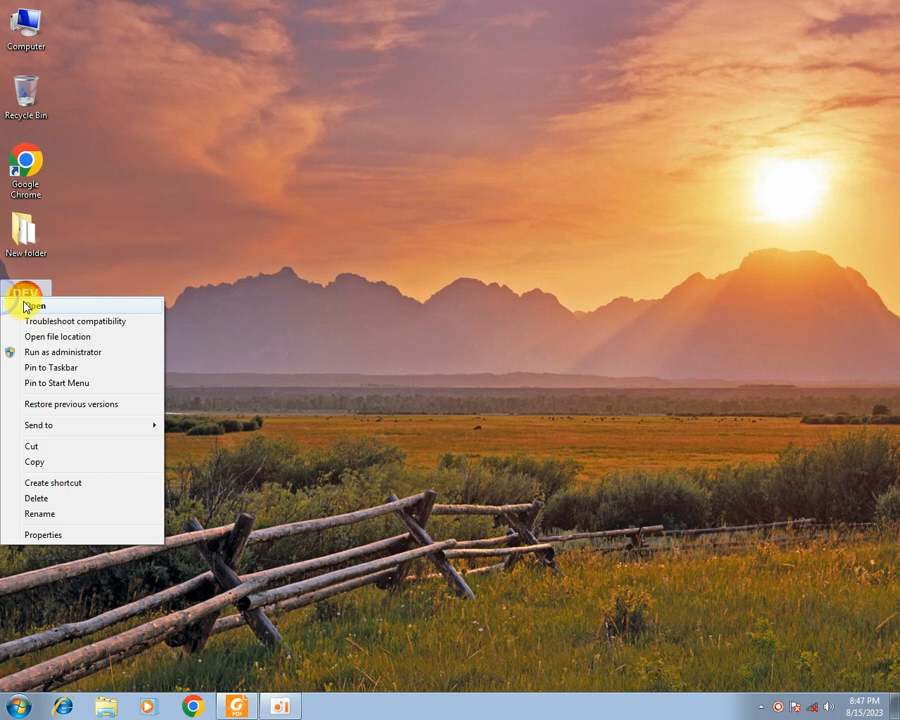 Computer
Recycle Bin
Google
Chrome
New folder
DEV
Open
Troubleshoot compatibility
Open file location
Run as administrator
Pin to Taskbar
Pin to Start Menu
Restore previous versions
Send to
Cut
Copy
Create shortcut
Delete
Rename
Properties
PDF
8:47 PM
8/15/2023